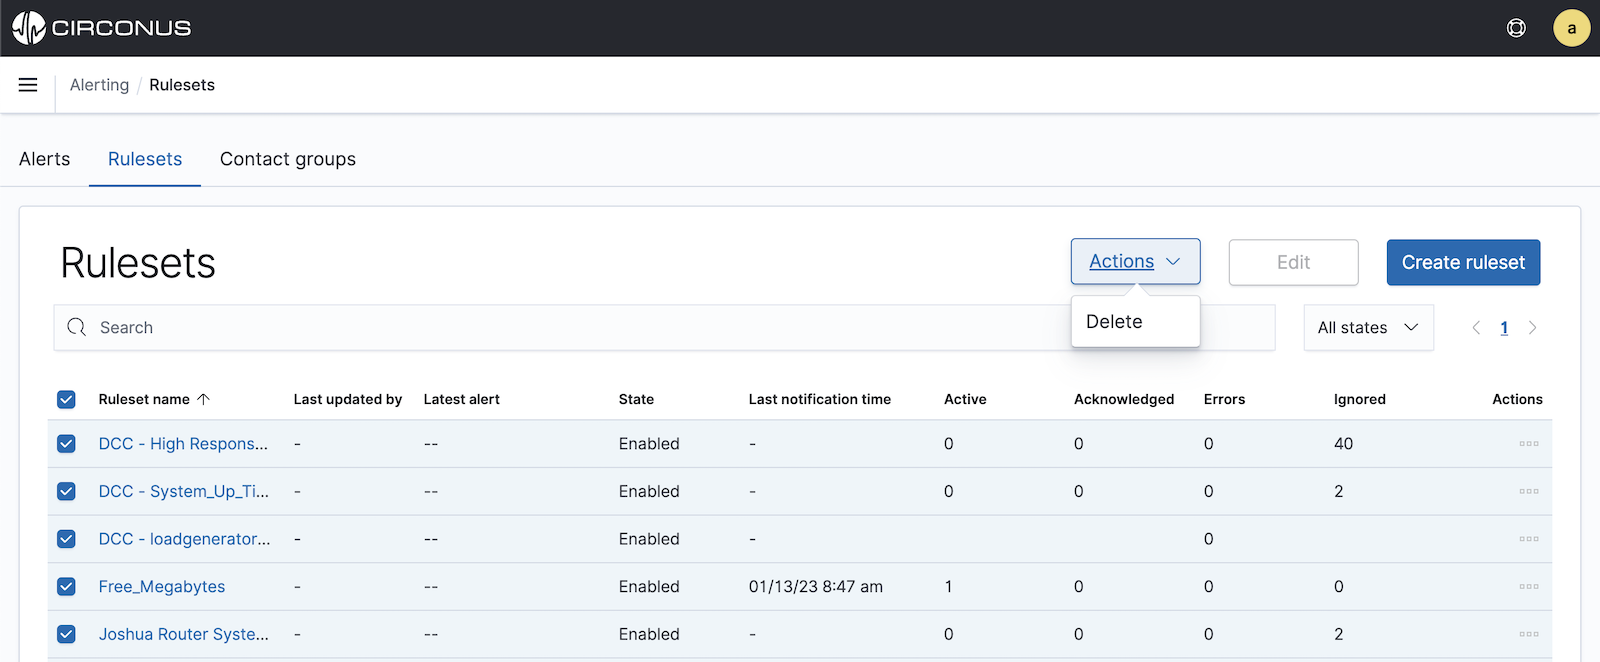 CIRCONUS
a
Alerting / Rulesets
Alerts Rulesets Contact groups
Rulesets
Actions Edit Create ruleset
Delete
Search All states 1
Ruleset name Last updated by Latest alert State Last notification time Active Acknowledged Errors Ignored Actions
DCC - High Respons... - -- Enabled - 0 0 0 40
DCC - System_Up_Ti... - -- Enabled - 0 0 0 2
DCC - loadgenerator... - -- Enabled - 0
Free_Megabytes - -- Enabled 01/13/23 8:47 am 1 0 0 0
Joshua Router Syste... - -- Enabled - 0 0 0 2